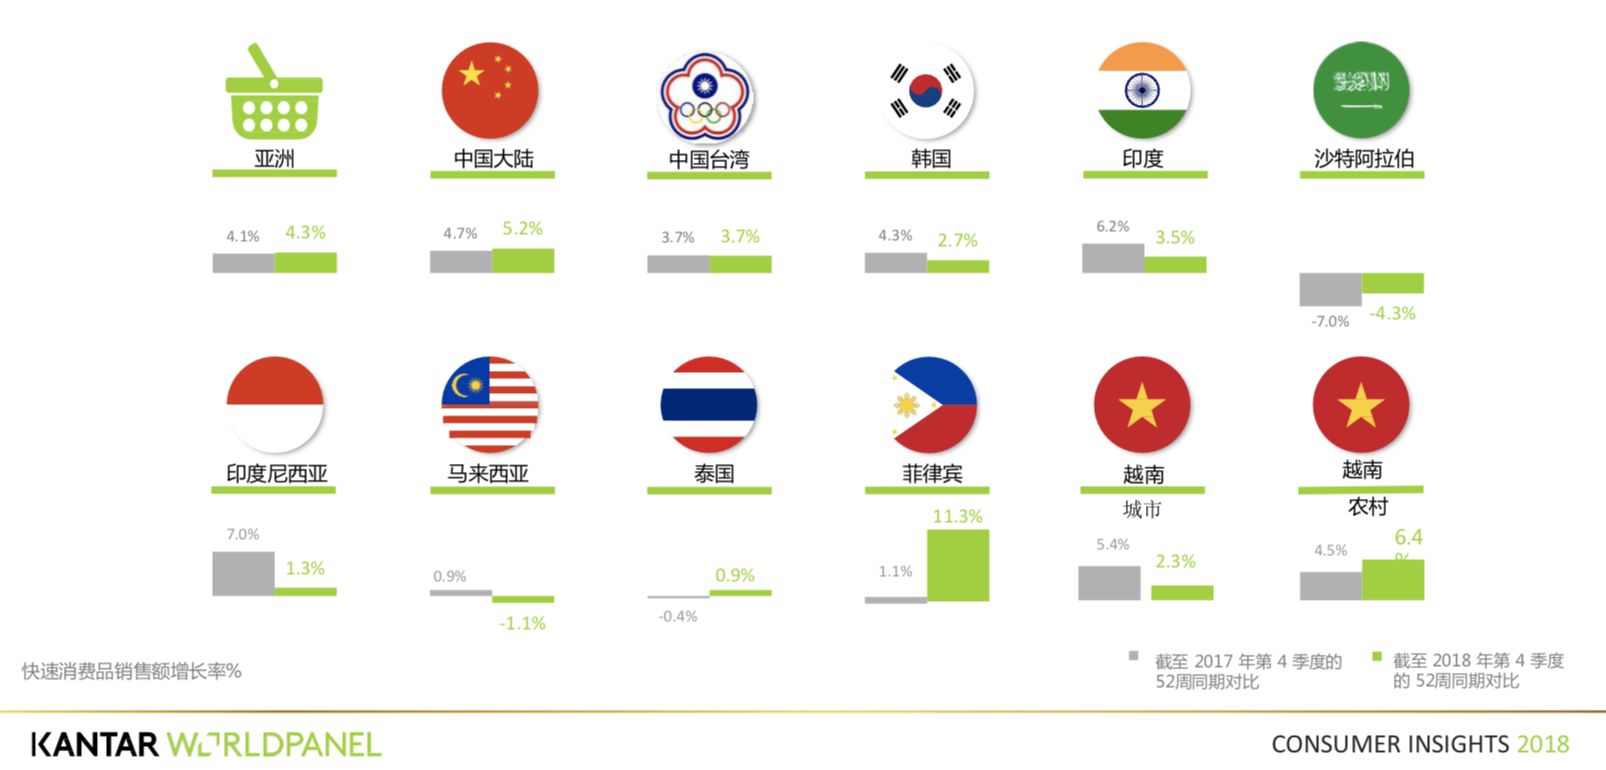 亚洲
中国大陆
中国台湾
韩国
印度
沙特阿拉伯
4.1%
4.3%
4.7%
5.2%
3.7%
3.7%
4.3%
2.7%
6.2%
3.5%
-7.0%
-4.3%
印度尼西亚
马来西亚
泰国
菲律宾
越南
城市
越南
农村
7.0%
1.3%
0.9%
-1.1%
-0.4%
0.9%
1.1%
11.3%
5.4%
2.3%
4.5%
6.4
%
快速消费品销售额增长率%
截至 2017 年第 4 季度的
52周同期对比
截至 2018 年第 4 季度
的 52周同期对比
KANTAR WORLDPANEL
CONSUMER INSIGHTS 2018